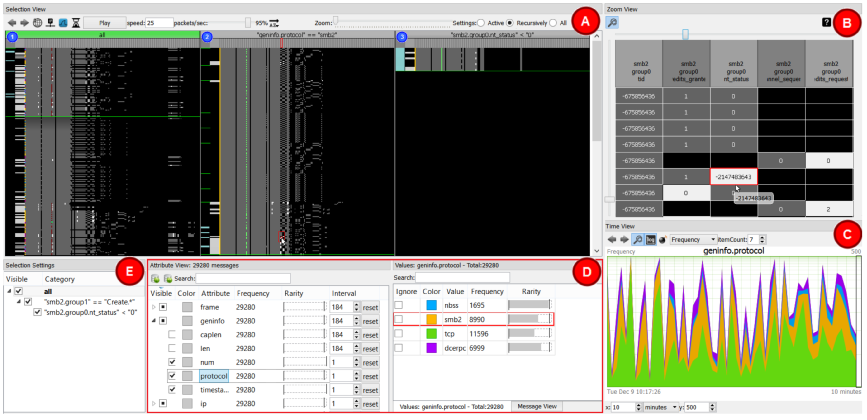 Selection View
Play speed: 25 packets/sec: 95% Zoom: Settings: Active Recursively All
A
1 all
2 "geninfo.protocol" == "smb2"
3 "smb2.group0.nt_status" < "0"
Zoom View
?
B
smb2 group0 tid
smb2 group0 edits_grante
smb2 group0 nt_status
smb2 group0 nnel_sequen
smb2 group0 dits_request
-675856436 1 0
-675856436 1 0
-675856436 1 0
-675856436 1 0
-675856436 0 0
-675856436 1 -2147483643
-675856436 0
-2147483643
-675856436 0 2
Time View
Frequency itemCount: 7
C
Frequency geninfo.protocol 500
Tue Dec 9 10:17:26 10 minutes
x: 10 minutes y: 500
Selection Settings
E
Visible Category
all
"smb2.group1" == "Create.*"
"smb2.group0.nt_status" < "0"
Attribute View: 29280 messages
Search:
Visible Color Attribute Frequency Rarity Interval
frame 29280 184 reset
geninfo 29280 184 reset
caplen 29280 184 reset
len 29280 184 reset
num 29280 1 reset
protocol 29280 1 reset
timesta... 29280 1 reset
ip 29280 1 reset
Values: geninfo.protocol - Total:29280
D
Search:
Ignore Color Value Frequency Rarity
nbss 1695
smb2 8990
tcp 11596
dcerpc 6999
Values: geninfo.protocol - Total:29280 Message View